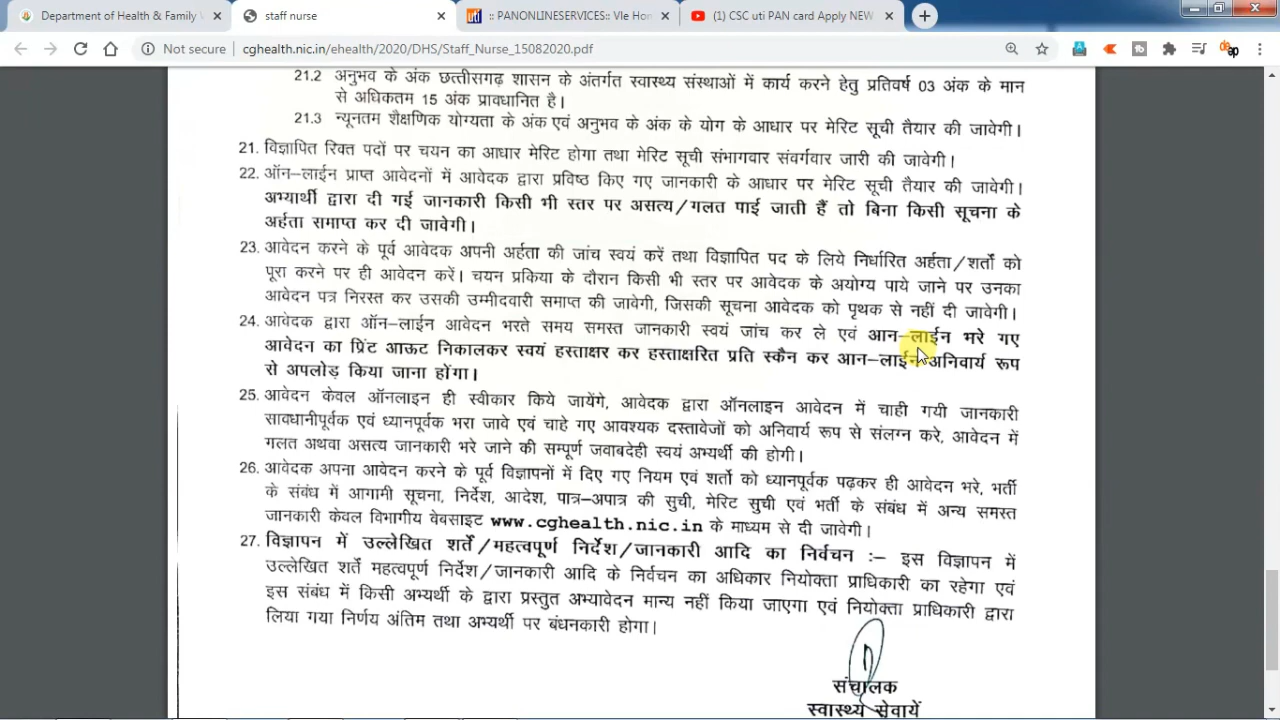 Department of Health & Family
staff nurse
:: PANONLINESERVICES:: Vle Hom
(1) CSC uti PAN card Apply NEW
Not secure
cghealth.nic.in/ehealth/2020/DHS/Staff_Nurse_15082020.pdf
21.2 अनुभव के अंक छत्तीसगढ़ शासन के अंतर्गत स्वास्थ्य संस्थाओं में कार्य करने हेतु प्रतिवर्ष 03 अंक के मान
से अधिकतम 15 अंक प्रावधानित है।
21.3 न्यूनतम शैक्षणिक योग्यता के अंक एवं अनुभव के अंक के योग के आधार पर मेरिट सूची तैयार की जावेगी।
21. विज्ञापित रिक्त पदों पर चयन का आधार मेरिट होगा तथा मेरिट सूची संभागवार संवर्गवार जारी की जावेगी।
22. ऑन–लाईन प्राप्त आवेदनों में आवेदक द्वारा प्रविष्ठ किए गए जानकारी के आधार पर मेरिट सूची तैयार की जावेगी।
अभ्यार्थी द्वारा दी गई जानकारी किसी भी स्तर पर असत्य/गलत पाई जाती हैं तो बिना किसी सूचना के
अर्हता समाप्त कर दी जावेगी।
23. आवेदन करने के पूर्व आवेदक अपनी अर्हता की जांच स्वयं करें तथा विज्ञापित पद के लिये निर्धारित अर्हता/शर्तो को
पूरा करने पर ही आवेदन करें। चयन प्रकिया के दौरान किसी भी स्तर पर आवेदक के अयोग्य पाये जाने पर उनका
आवेदन पत्र निरस्त कर उसकी उम्मीदवारी समाप्त की जावेगी, जिसकी सूचना आवेदक को पृथक से नहीं दी जावेगी।
24. आवेदक द्वारा ऑन–लाईन आवेदन भरते समय समस्त जानकारी स्वयं जांच कर ले एवं आन–लाईन भरे गए
आवेदन का प्रिंट आऊट निकालकर स्वयं हस्ताक्षर कर हस्ताक्षरित प्रति स्कैन कर आन–लाईन अनिवार्य रूप
से अपलोड़ किया जाना होंगा।
25. आवेदन केवल ऑनलाइन ही स्वीकार किये जायेंगे, आवेदक द्वारा ऑनलाइन आवेदन में चाही गयी जानकारी
सावधानीपूर्वक एवं ध्यानपूर्वक भरा जावे एवं चाहे गए आवश्यक दस्तावेजों को अनिवार्य रूप से संलग्न करे, आवेदन में
गलत अथवा असत्य जानकारी भरे जाने की सम्पूर्ण जवाबदेही स्वयं अभ्यर्थी की होगी।
26. आवेदक अपना आवेदन करने के पूर्व विज्ञापनों में दिए गए नियम एवं शर्तो को ध्यानपूर्वक पढ़कर ही आवेदन भरे, भर्ती
के संबंध में आगामी सूचना, निर्देश, आदेश, पात्र–अपात्र की सुची, मेरिट सुची एवं भर्ती के संबंध में अन्य समस्त
जानकारी केवल विभागीय वेबसाइट www.cghealth.nic.in के माध्यम से दी जावेगी।
27. विज्ञापन में उल्लेखित शर्ते/महत्वपूर्ण निर्देश/जानकारी आदि का निर्वचन :– इस विज्ञापन में
उल्लेखित शर्तें महत्वपूर्ण निर्देश/जानकारी आदि के निर्वचन का अधिकार नियोक्ता प्राधिकारी का रहेगा एवं
इस संबंध में किसी अभ्यर्थी के द्वारा प्रस्तुत अभ्यावेदन मान्य नहीं किया जाएगा एवं नियोक्ता प्राधिकारी द्वारा
लिया गया निर्णय अंतिम तथा अभ्यर्थी पर बंधनकारी होगा।
संचालक
स्वास्थ्य सेवायें